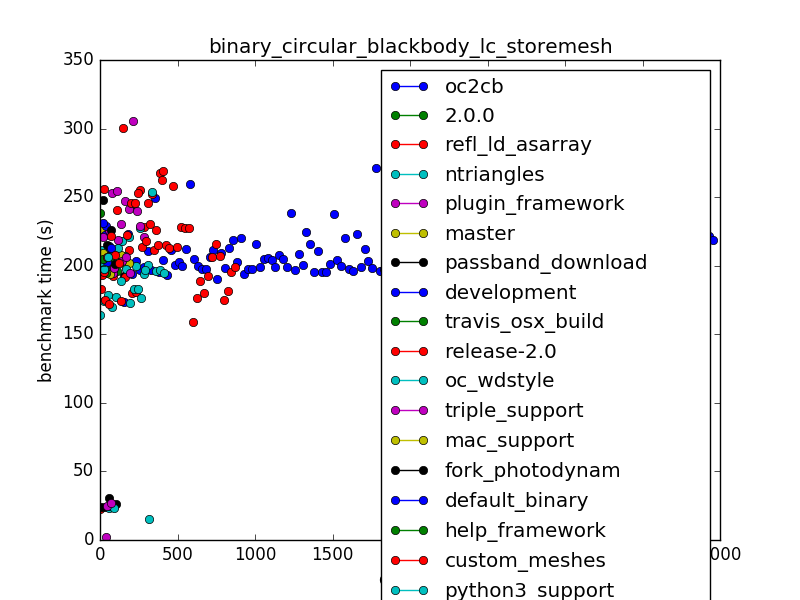 binary_circular_blackbody_lc_storemesh
350
300
250
200
150
100
50
0
benchmark time (s)
0 500 1000 1500 000
oc2cb
2.0.0
refl_ld_asarray
ntriangles
plugin_framework
master
passband_download
development
travis_osx_build
release-2.0
oc_wdstyle
triple_support
mac_support
fork_photodynam
default_binary
help_framework
custom_meshes
python3_support